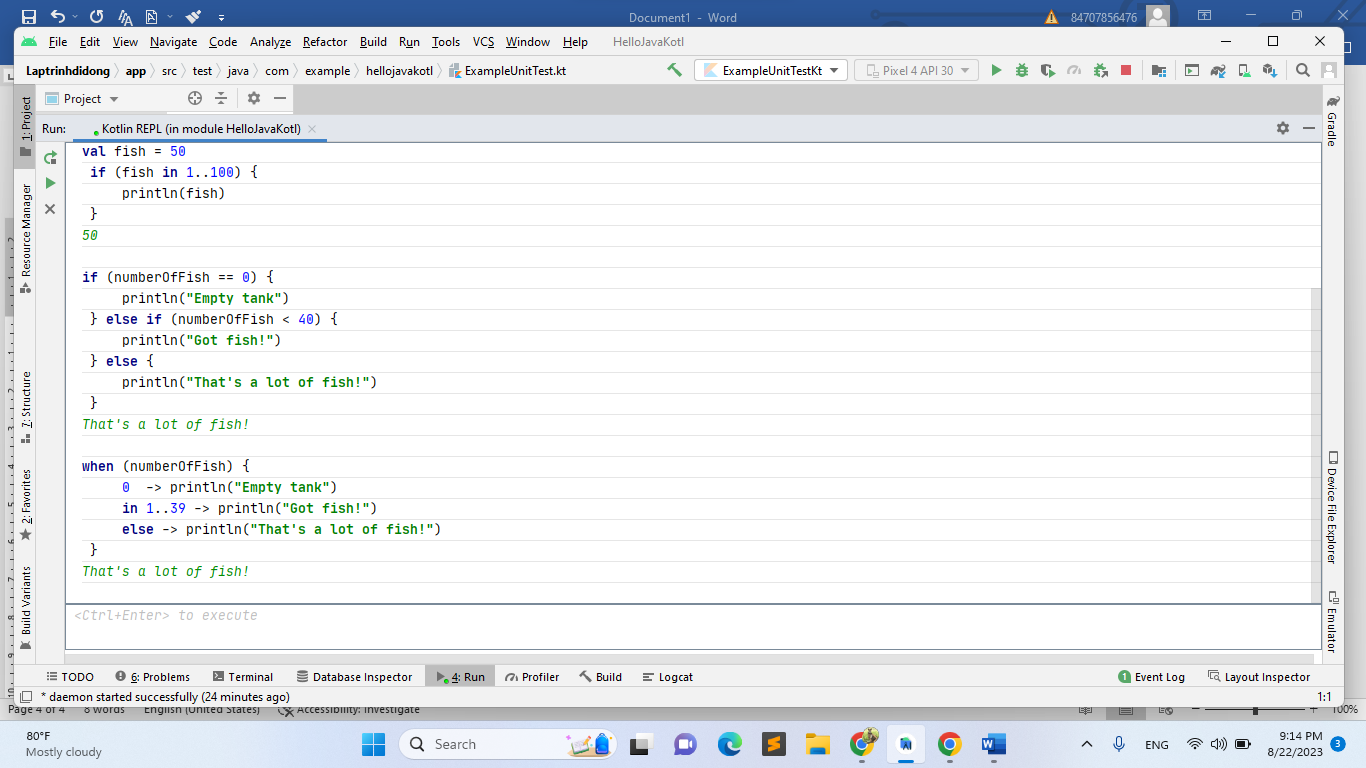 Document1 - Word
84707856476
File Edit View Navigate Code Analyze Refactor Build Run Tools VCS Window Help HelloJavaKotl
Laptrinhdidong app src test java com example hellojavakotl ExampleUnitTest.kt ExampleUnitTestKt Pixel 4 API 30
Project
Run: Kotlin REPL (in module HelloJavaKotl)
val fish = 50
if (fish in 1..100) {
println(fish)
}
50
if (numberOfFish == 0) {
println("Empty tank")
} else if (numberOfFish < 40) {
println("Got fish!")
} else {
println("That's a lot of fish!")
}
That's a lot of fish!
when (numberOfFish) {
0 -> println("Empty tank")
in 1..39 -> println("Got fish!")
else -> println("That's a lot of fish!")
}
That's a lot of fish!
<Ctrl+Enter> to execute
1: Project
Resource Manager
7: Structure
2: Favorites
Build Variants
Gradle
Device File Explorer
Emulator
TODO 6: Problems Terminal Database Inspector 4: Run Profiler Build Logcat 1 Event Log Layout Inspector
* daemon started successfully (24 minutes ago) 1:1
Page 4 of 4 8 words English (United States) Accessibility: Investigate 100%
80°F
Mostly cloudy
Search
ENG
9:14 PM
8/22/2023
3